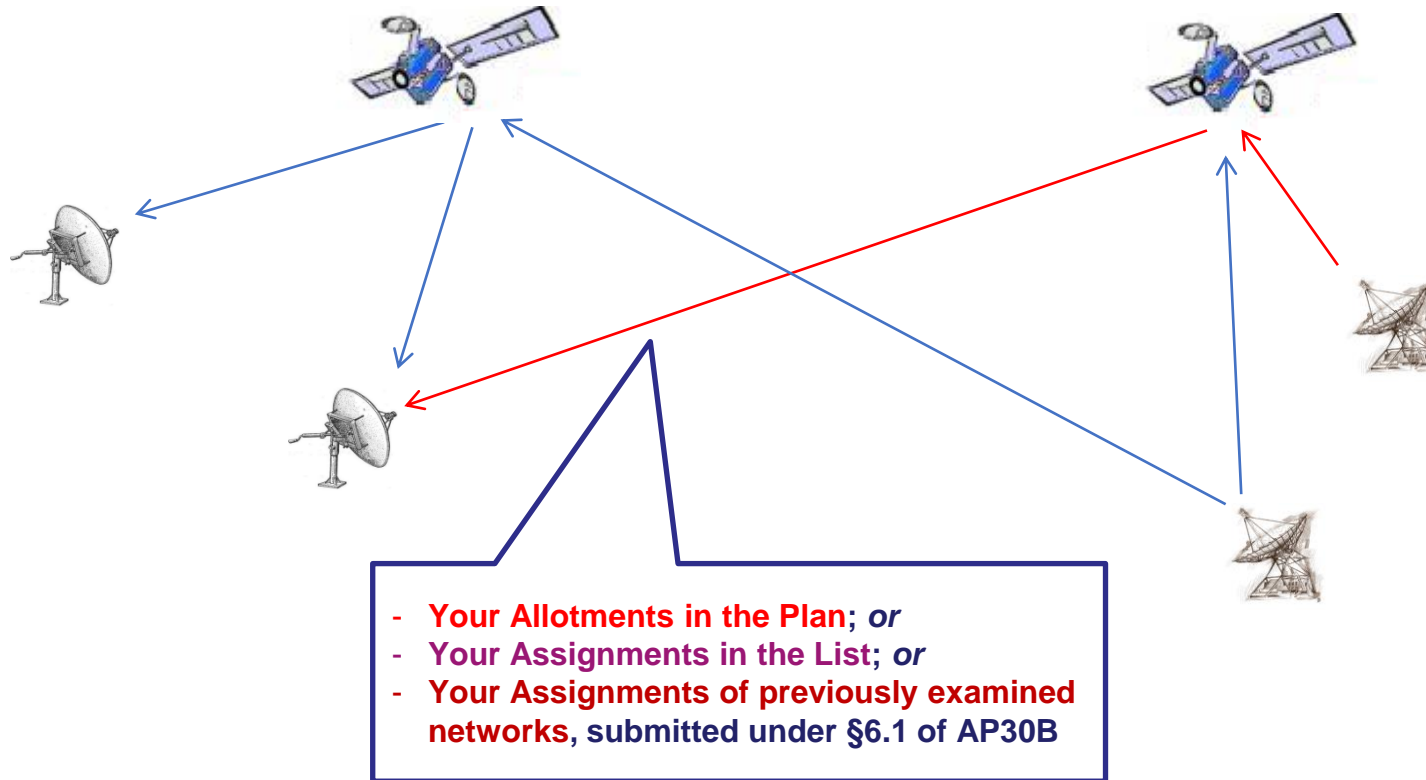 - Your Allotments in the Plan; or
- Your Assignments in the List; or
- Your Assignments of previously examined
networks, submitted under §6.1 of AP30B